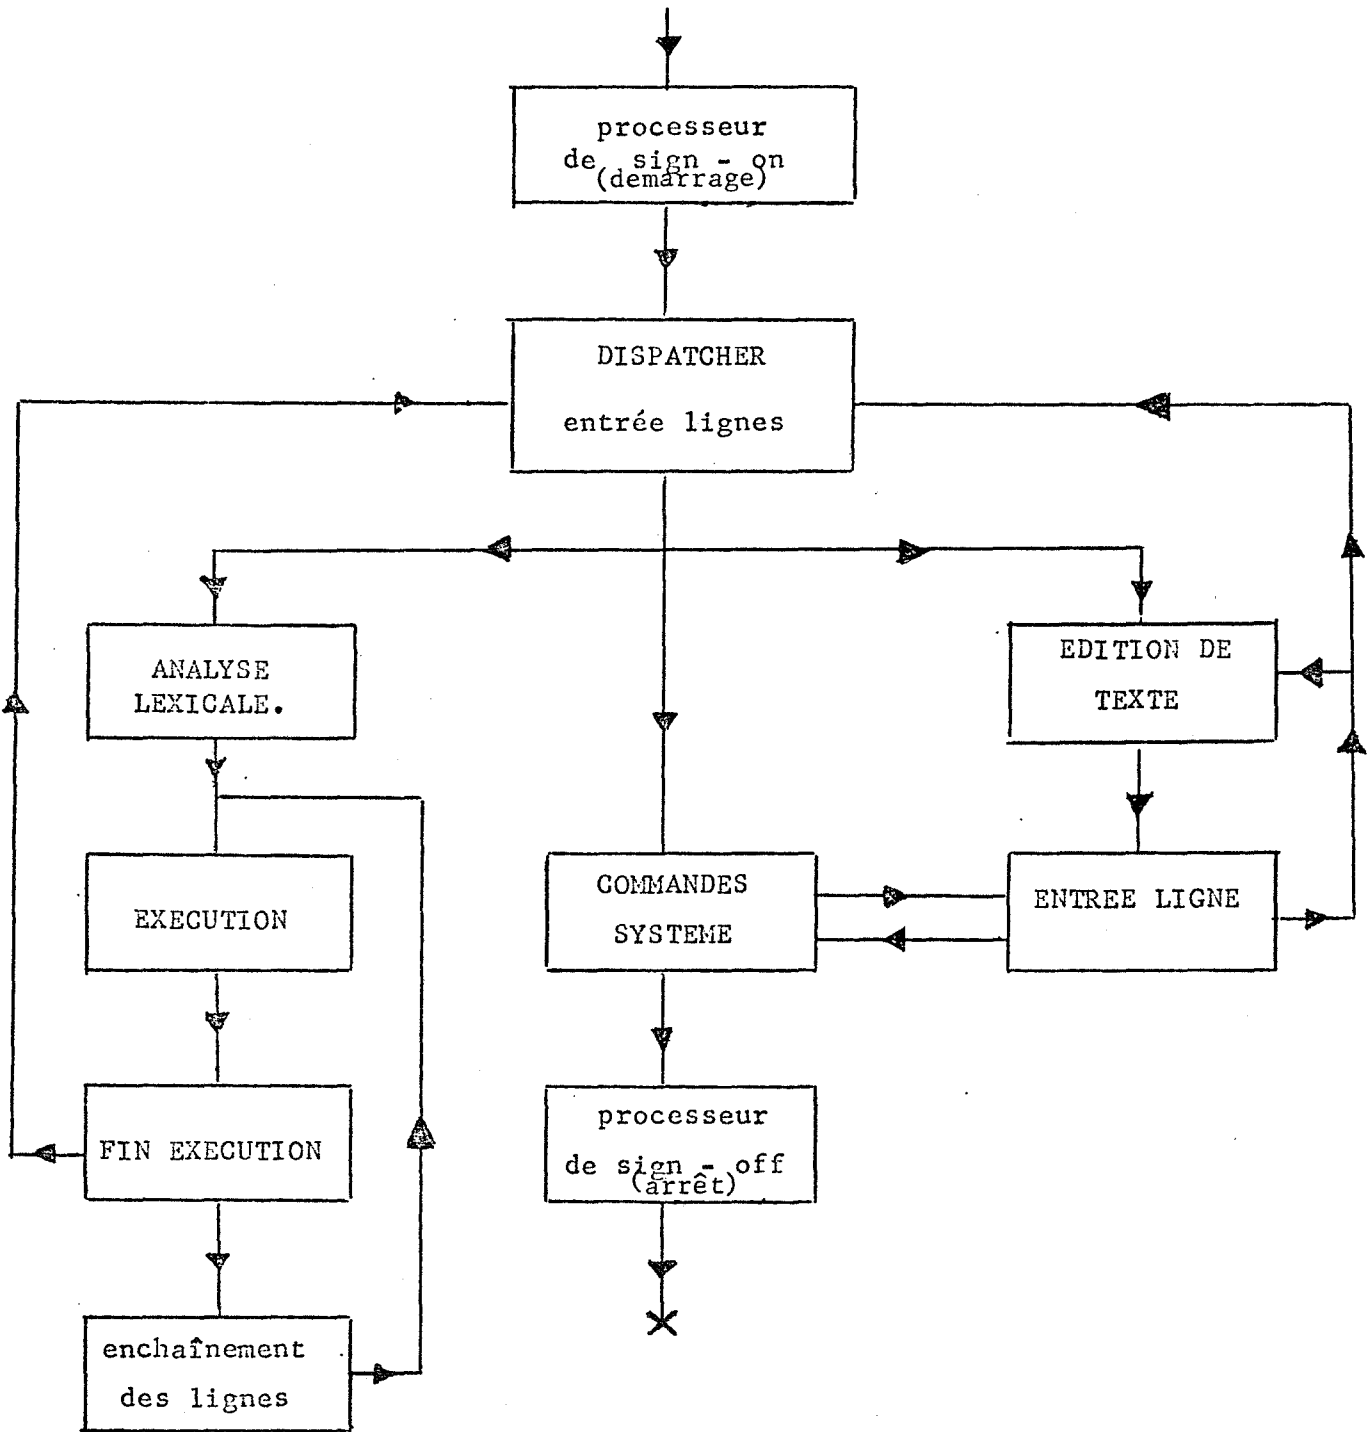 processeur
de sign - on
(demarrage)
DISPATCHER
entrée lignes
ANALYSE
LEXICALE.
EDITION DE
TEXTE
EXECUTION
COMMANDES
SYSTEME
ENTREE LIGNE
FIN EXECUTION
processeur
de sign - off
(arrêt)
enchaînement
des lignes